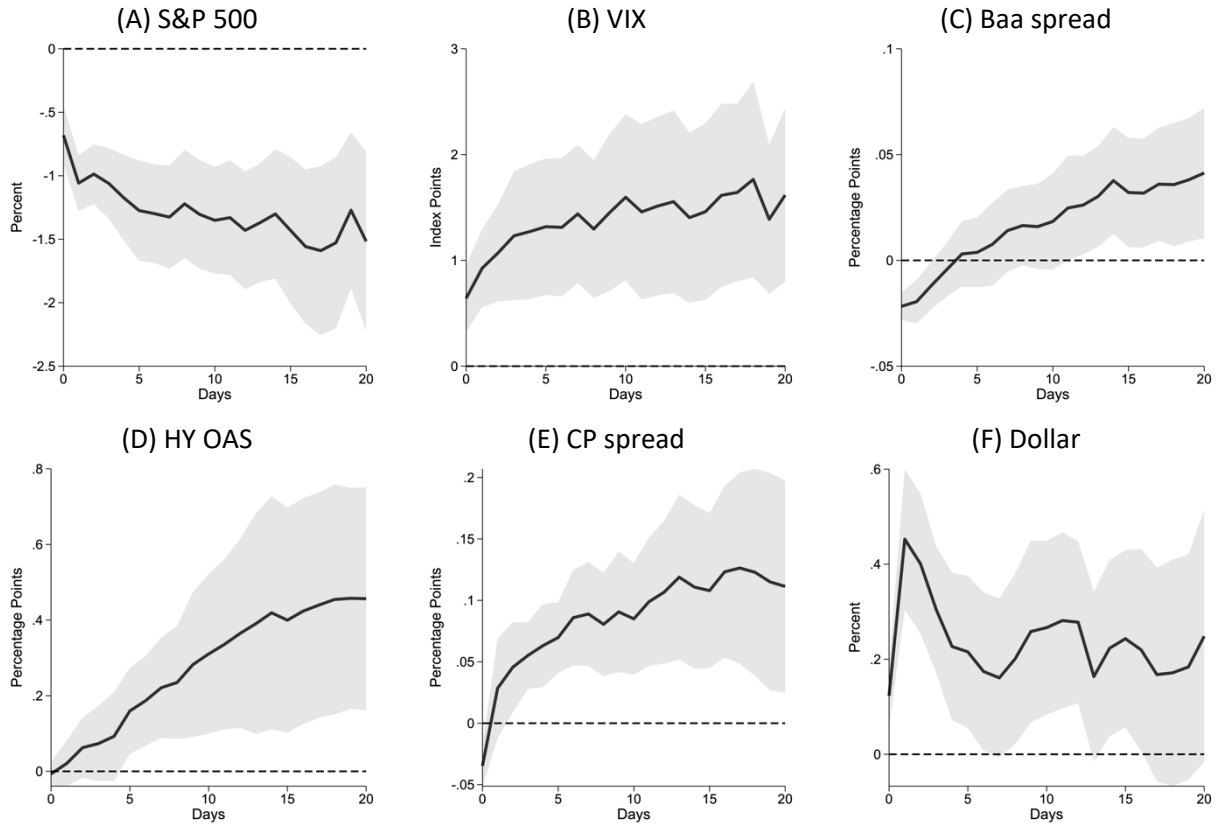 (A) S&P 500
0
-.5
-1
-1.5
-2
-2.5
Percent
0 5 10 15 20
Days
(B) VIX
3
2
1
0
Index Points
0 5 10 15 20
Days
(C) Baa spread
.1
.05
0
-.05
Percentage Points
0 5 10 15 20
Days
(D) HY OAS
.8
.6
.4
.2
0
Percentage Points
0 5 10 15 20
Days
(E) CP spread
.2
.15
.1
.05
0
-.05
Percentage Points
0 5 10 15 20
Days
(F) Dollar
.6
.4
.2
0
Percent
0 5 10 15 20
Days